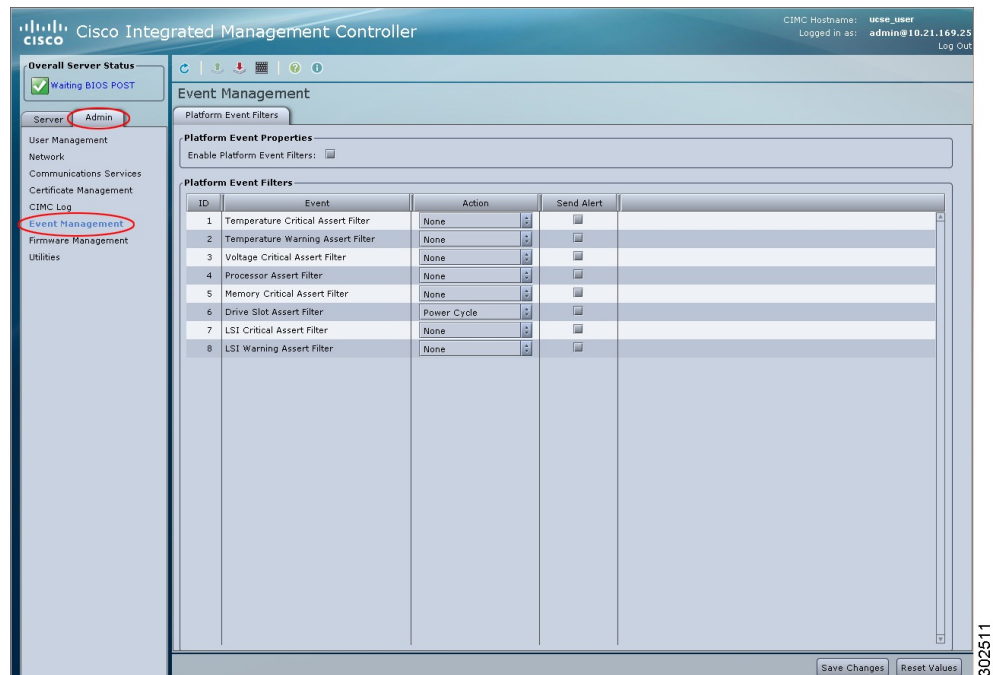 CISCO
Cisco Integrated Management Controller
CIMC Hostname: ucse_user
Logged in as: admin@10.21.169.25
Log Out
Overall Server Status
Waiting BIOS POST
Server
Admin
User Management
Network
Communications Services
Certificate Management
CIMC Log
Event Management
Firmware Management
Utilities
Event Management
Platform Event Filters
Platform Event Properties
Enable Platform Event Filters:
Platform Event Filters
ID Event Action Send Alert
1 Temperature Critical Assert Filter None
2 Temperature Warning Assert Filter None
3 Voltage Critical Assert Filter None
4 Processor Assert Filter None
5 Memory Critical Assert Filter None
6 Drive Slot Assert Filter Power Cycle
7 LSI Critical Assert Filter None
8 LSI Warning Assert Filter None
Save Changes Reset Values
302511